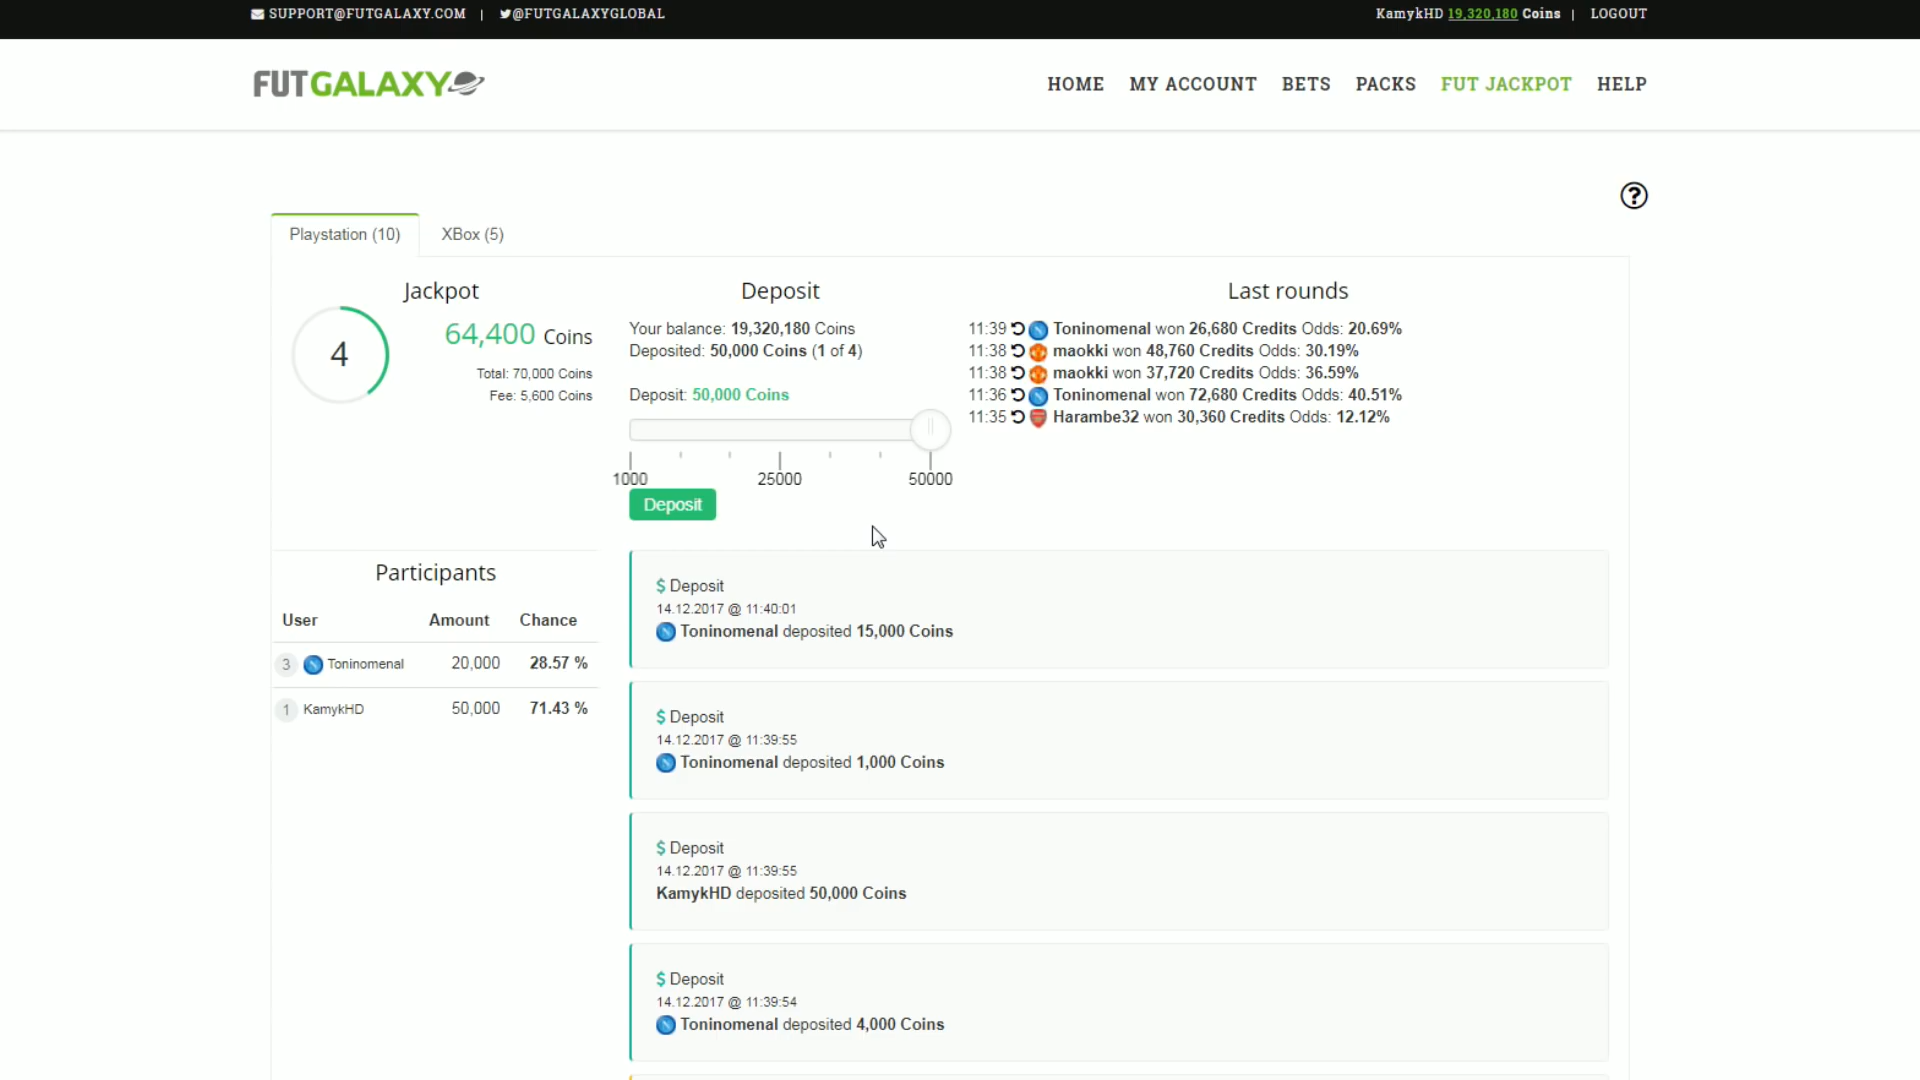 SUPPORT@FUTGALAXY.COM | @FUTGALAXYGLOBAL
KamykHD 19,320,180 Coins | LOGOUT
FUTGALAXY
HOME MY ACCOUNT BETS PACKS FUT JACKPOT HELP
?
Playstation (10) XBox (5)
Jackpot
4
64,400 Coins
Total: 70,000 Coins
Fee: 5,600 Coins
Deposit
Your balance: 19,320,180 Coins
Deposited: 50,000 Coins (1 of 4)
Deposit: 50,000 Coins
1000 25000 50000
Deposit
Last rounds
11:39 Toninomenal won 26,680 Credits Odds: 20.69%
11:38 maokki won 48,760 Credits Odds: 30.19%
11:38 maokki won 37,720 Credits Odds: 36.59%
11:36 Toninomenal won 72,680 Credits Odds: 40.51%
11:35 Harambe32 won 30,360 Credits Odds: 12.12%
Participants
User Amount Chance
3 Toninomenal 20,000 28.57 %
1 KamykHD 50,000 71.43 %
$ Deposit
14.12.2017 @ 11:40:01
Toninomenal deposited 15,000 Coins
$ Deposit
14.12.2017 @ 11:39:55
Toninomenal deposited 1,000 Coins
$ Deposit
14.12.2017 @ 11:39:55
KamykHD deposited 50,000 Coins
$ Deposit
14.12.2017 @ 11:39:54
Toninomenal deposited 4,000 Coins